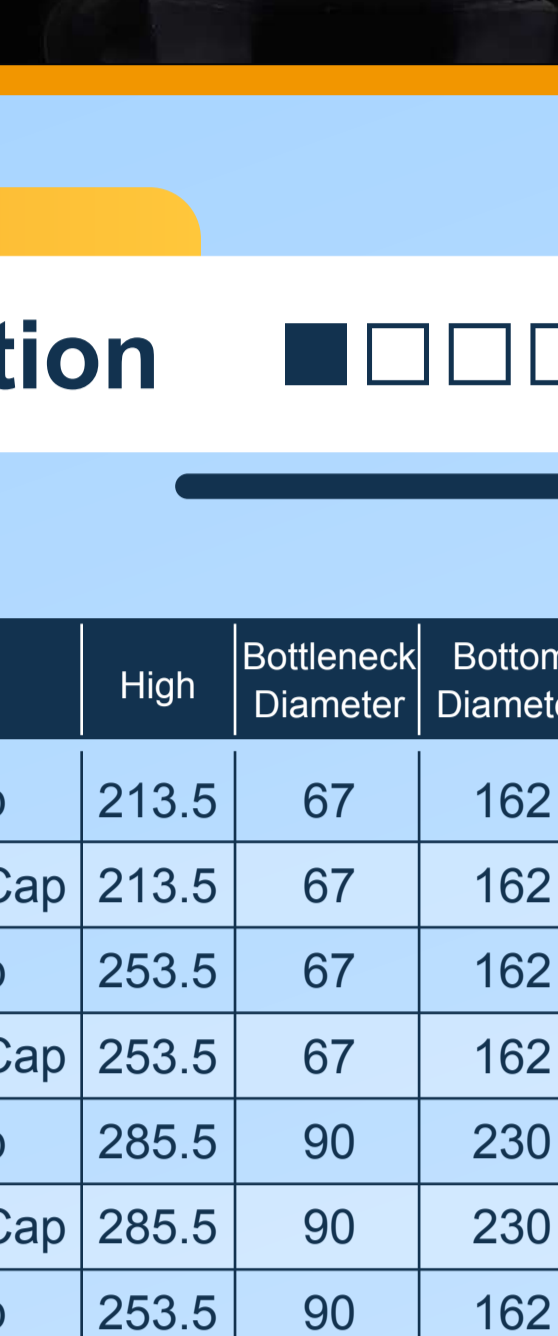 tion
High Bottleneck Diameter Bottom Diamete
213.5 67 162
Cap 213.5 67 162
253.5 67 162
Cap 253.5 67 162
285.5 90 230
Cap 285.5 90 230
253.5 90 162